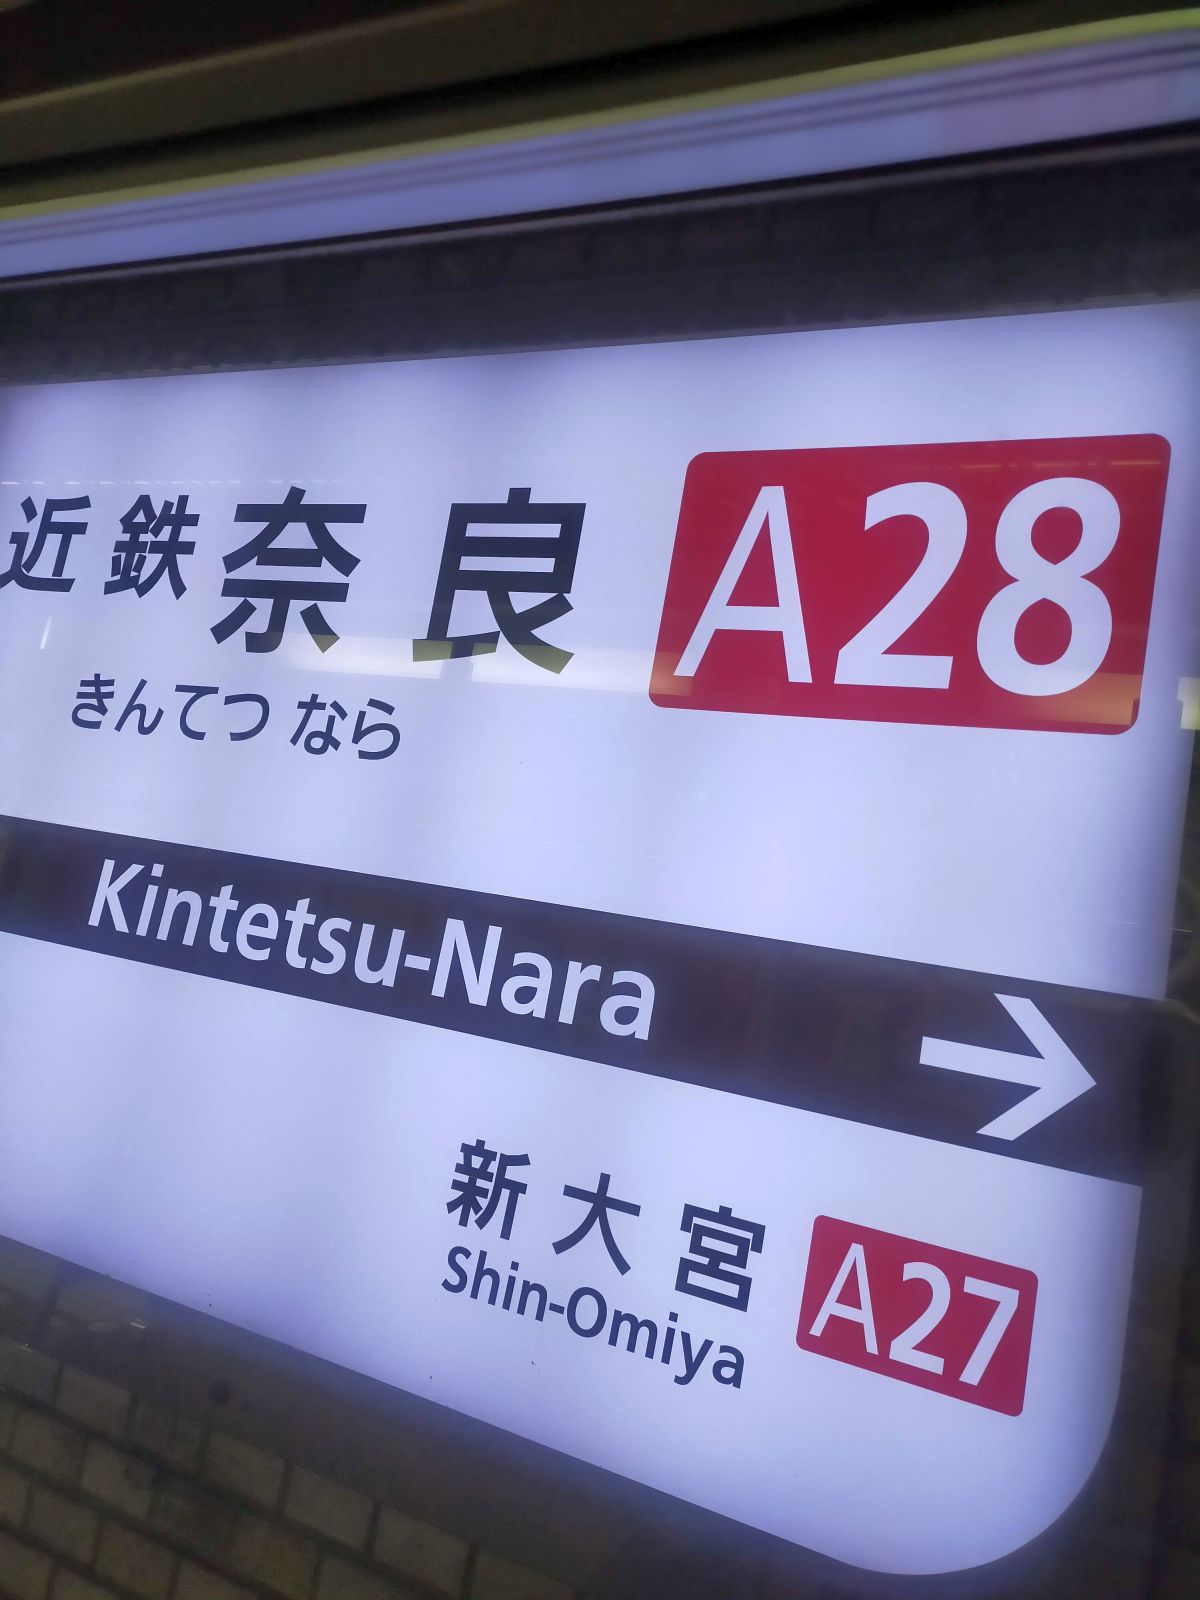 近鉄奈良 A28
きんてつ なら
Kintetsu-Nara →
新大宮 A27
Shin-Omiya